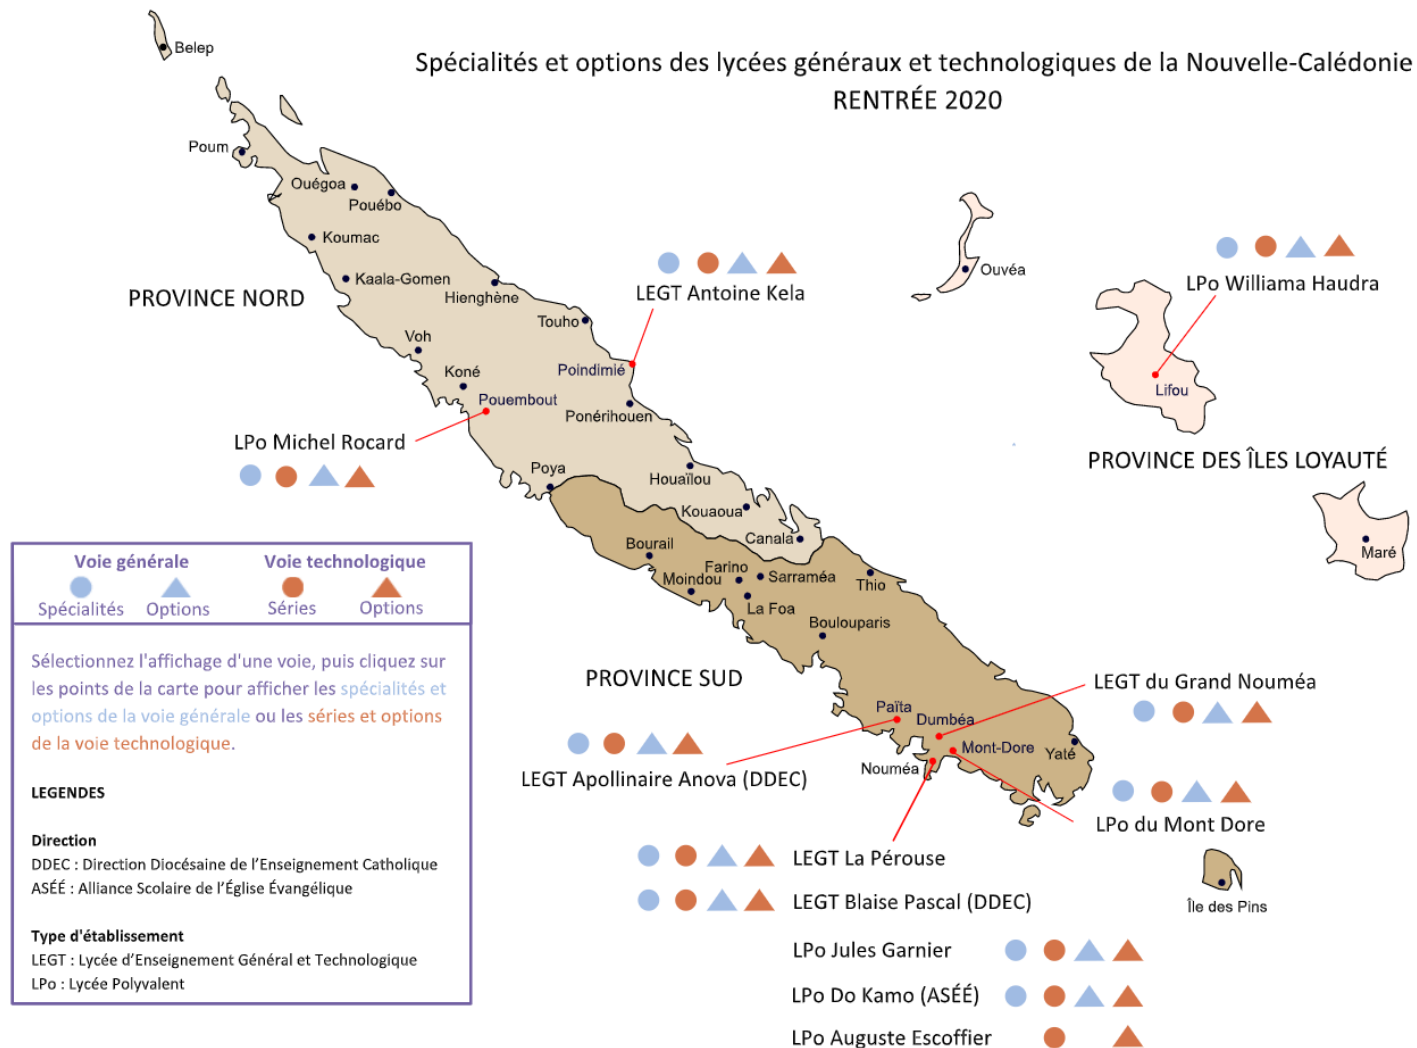 Spécialités et options des lycées généraux et technologiques de la Nouvelle-Calédonie
RENTRÉE 2020
Belep
Poum
Ouégoa
Pouébo
Koumac
Kaala-Gomen
Hienghène
PROVINCE NORD
Touho
Voh
Koné
Poindimié
Pouembout
Ponérihouen
LEGT Antoine Kela
LPo Michel Rocard
Poya
Houaïlou
Kouaoua
Canala
Ouvéa
LPo Williama Haudra
Lifou
PROVINCE DES ÎLES LOYAUTÉ
Maré
Bourail
Farino
Moindou
Sarraméa
La Foa
Thio
Boulouparis
PROVINCE SUD
Païta
Dumbéa
Mont-Dore
Nouméa
Yaté
LEGT du Grand Nouméa
LEGT Apollinaire Anova (DDEC)
LPo du Mont Dore
LEGT La Pérouse
LEGT Blaise Pascal (DDEC)
LPo Jules Garnier
LPo Do Kamo (ASÉÉ)
LPo Auguste Escoffier
Île des Pins
Voie générale
Spécialités
Options
Voie technologique
Séries
Options
Sélectionnez l'affichage d'une voie, puis cliquez sur
les points de la carte pour afficher les spécialités et
options de la voie générale ou les séries et options
de la voie technologique.
LEGENDES
Direction
DDEC : Direction Diocésaine de l'Enseignement Catholique
ASÉÉ : Alliance Scolaire de l'Église Évangélique
Type d'établissement
LEGT : Lycée d'Enseignement Général et Technologique
LPo : Lycée Polyvalent